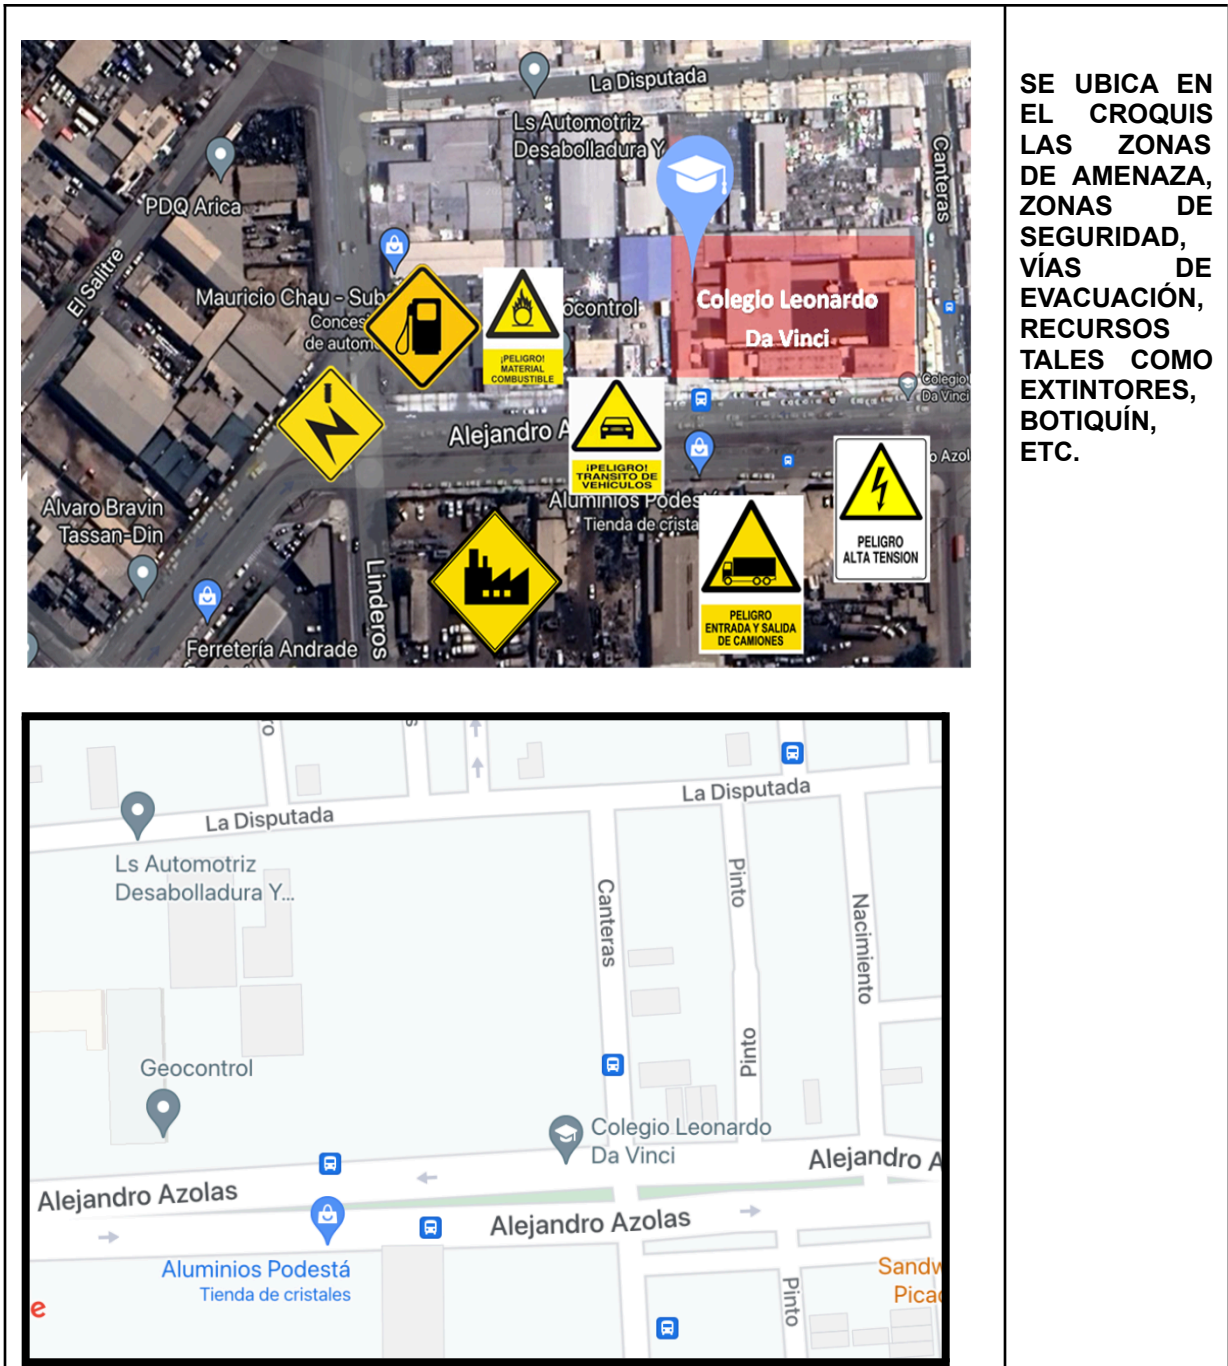 La Disputada
Ls Automotriz
Desabolladura Y
Canteras
PDQ Arica
El Salitre
Mauricio Chau - Sub
Conces
de autom
¡PELIGRO!
MATERIAL
COMBUSTIBLE
ocontrol
Colegio Leonardo
Da Vinci
Colegio
Da Vinci
Alejandro A
¡PELIGRO!
TRANSITO DE
VEHICULOS
o Azol
Aluminios Podest
Tienda de crista
PELIGRO
ALTA TENSION
Alvaro Bravin
Tassan-Din
Linderos
PELIGRO
ENTRADA Y SALIDA
DE CAMIONES
Ferretería Andrade
SE UBICA EN
EL CROQUIS
LAS ZONAS
DE AMENAZA,
ZONAS DE
SEGURIDAD,
VÍAS DE
EVACUACIÓN,
RECURSOS
TALES COMO
EXTINTORES,
BOTIQUÍN,
ETC.
ro
s
La Disputada
La Disputada
Ls Automotriz
Desabolladura Y...
Canteras
Pinto
Nacimiento
Pinto
Geocontrol
Colegio Leonardo
Da Vinci
Alejandro A
Alejandro Azolas
Alejandro Azolas
Aluminios Podestá
Tienda de cristales
Pinto
Sandw
Pica
e